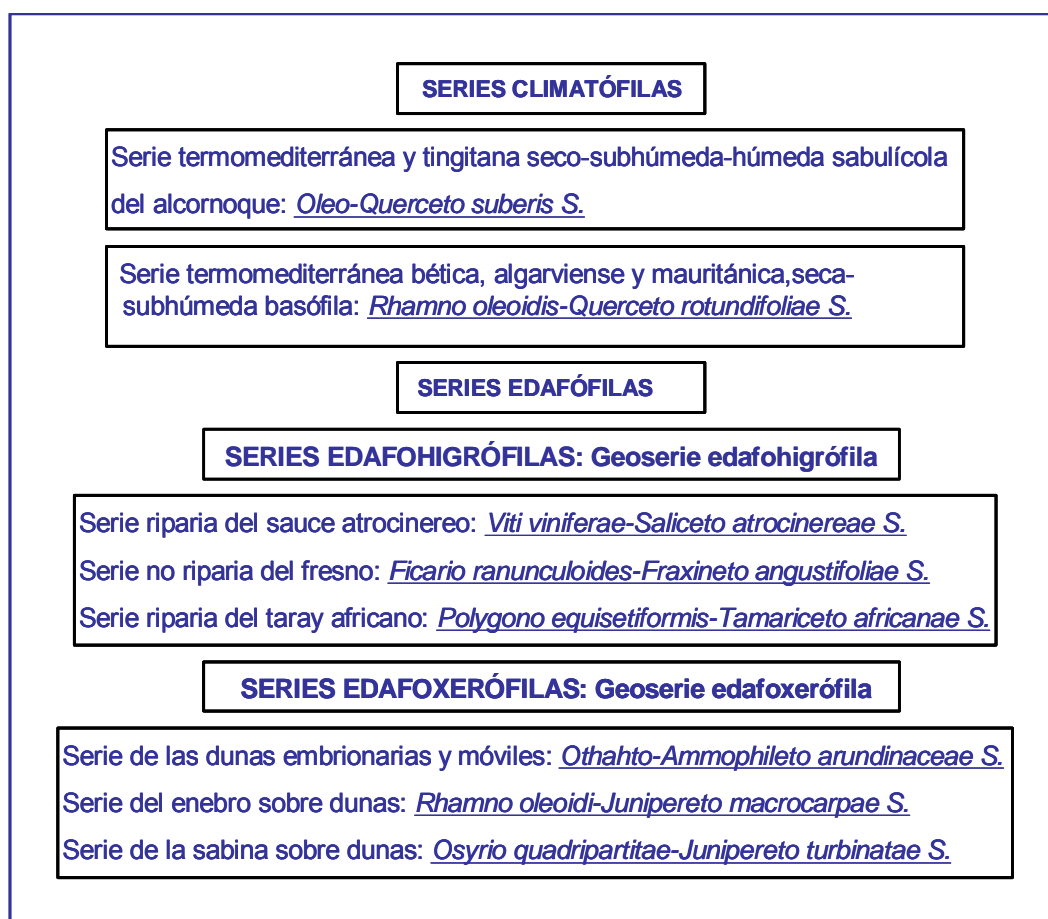 SERIES CLIMATÓFILAS
Serie termomediterránea y tingitana seco-subhúmeda-húmeda sabulícola
del alcornoque: Oleo-Querceto suberis S.
Serie termomediterránea bética, algarviense y mauritánica,seca-
subhúmeda basófila: Rhamno oleoidis-Querceto rotundifoliae S.
SERIES EDAFÓFILAS
SERIES EDAFOHIGRÓFILAS: Geoserie edafohigrófila
Serie riparia del sauce atrocinereo: Viti viniferae-Saliceto atrocinereae S.
Serie no riparia del fresno: Ficario ranunculoides-Fraxineto angustifoliae S.
Serie riparia del taray africano: Polygono equisetiformis-Tamariceto africanae S.
SERIES EDAFOXERÓFILAS: Geoserie edafoxerófila
Serie de las dunas embrionarias y móviles: Othahto-Ammophileto arundinaceae S.
Serie del enebro sobre dunas: Rhamno oleoidi-Junipereto macrocarpae S.
Serie de la sabina sobre dunas: Osyrio quadripartitae-Junipereto turbinatae S.